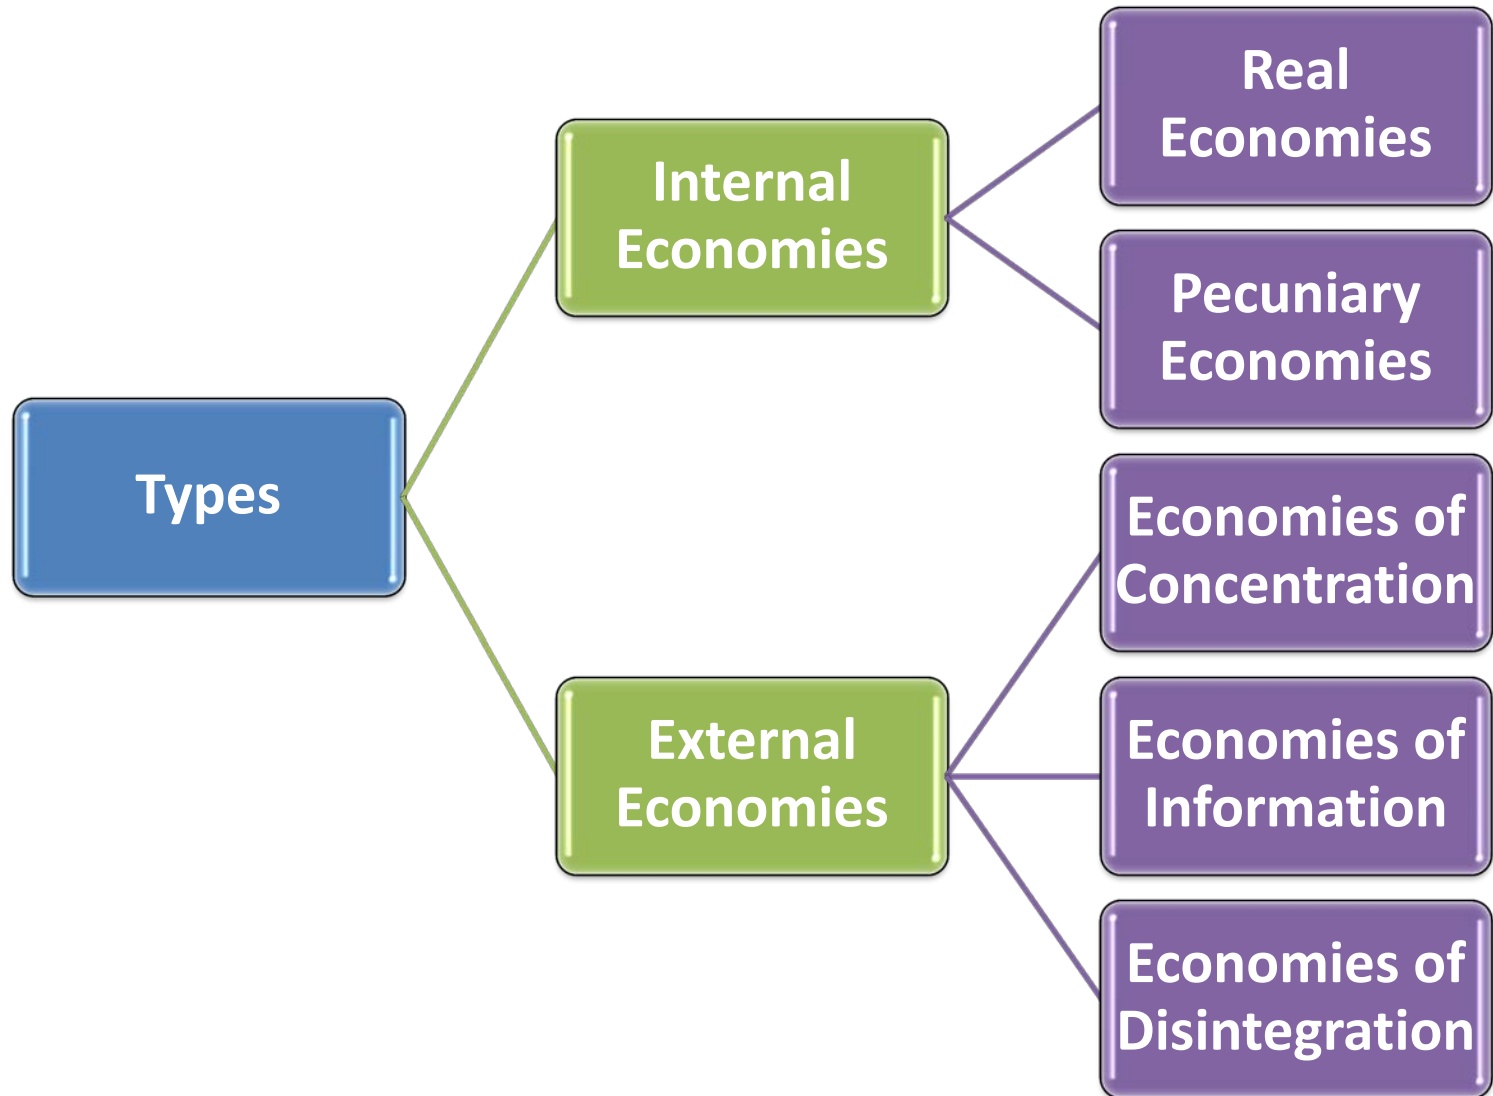 Types
Internal
Economies
Real
Economies
Pecuniary
Economies
External
Economies
Economies of
Concentration
Economies of
Information
Economies of
Disintegration